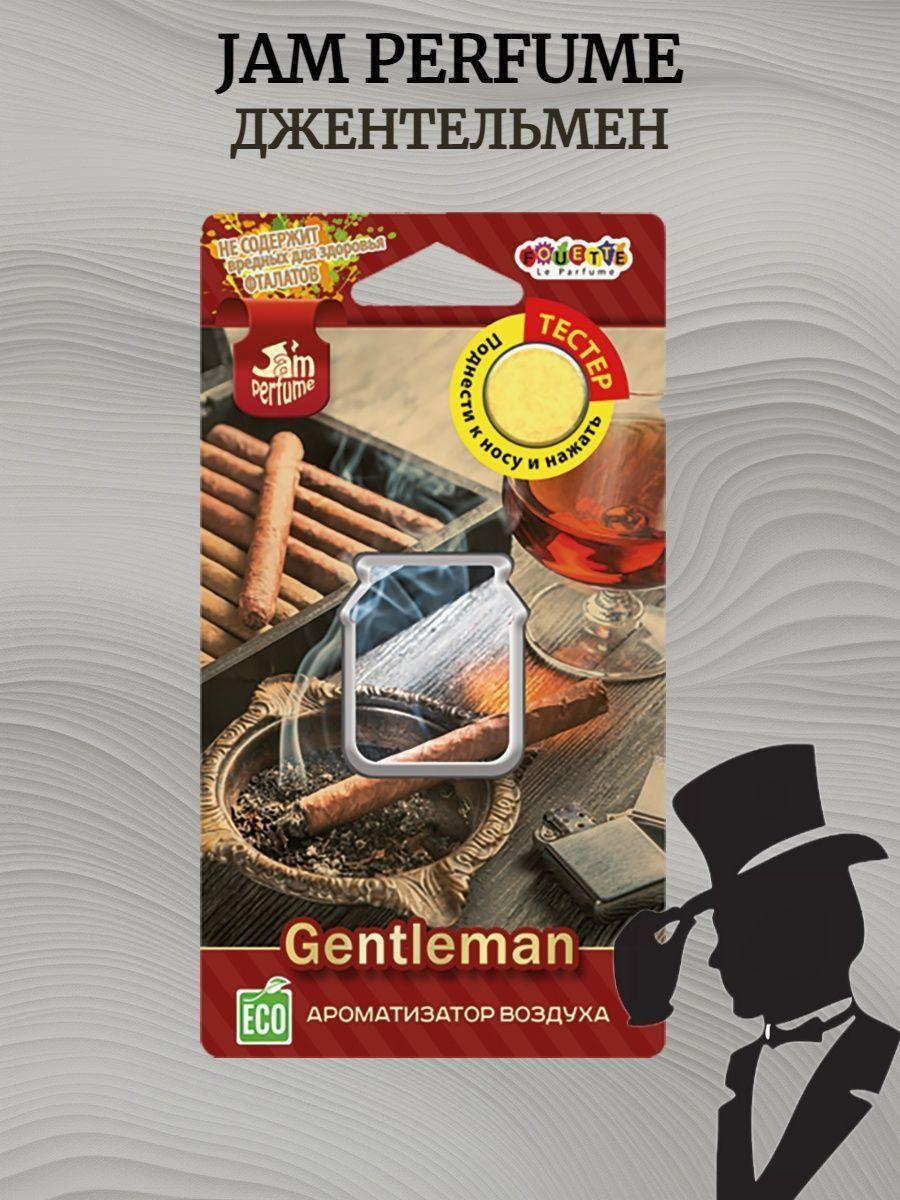 JAM PERFUME
ДЖЕНТЕЛЬМЕН
НЕ СОДЕРЖИТ
вредных для здоровья
ФТАЛАТОВ
FOUETTE
Le Parfume
Jam
Perfume
ТЕСТЕР
Поднести к носу и нажать
Gentleman
ECO
АРОМАТИЗАТОР ВОЗДУХА